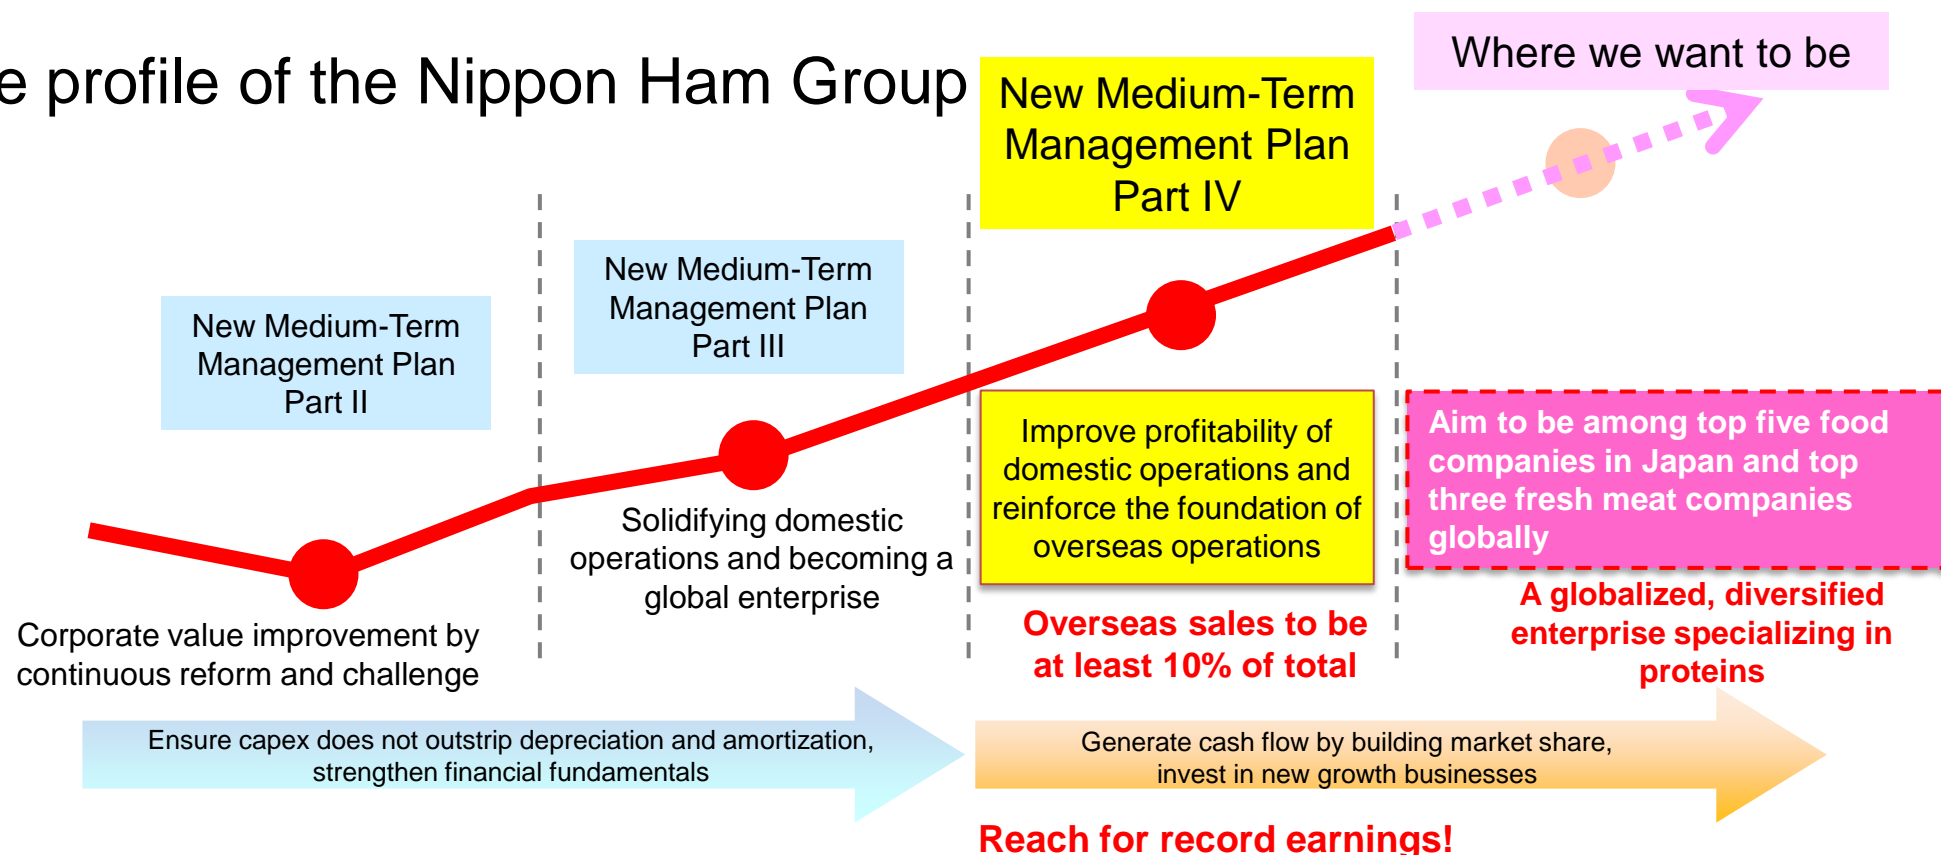 e profile of the Nippon Ham Group
Where we want to be
New Medium-Term
Management Plan
Part IV
New Medium-Term
Management Plan
Part III
New Medium-Term
Management Plan
Part II
Corporate value improvement by
continuous reform and challenge
Solidifying domestic
operations and becoming a
global enterprise
Improve profitability of
domestic operations and
reinforce the foundation of
overseas operations
Overseas sales to be
at least 10% of total
Aim to be among top five food
companies in Japan and top
three fresh meat companies
globally
A globalized, diversified
enterprise specializing in
proteins
Ensure capex does not outstrip depreciation and amortization,
strengthen financial fundamentals
Generate cash flow by building market share,
invest in new growth businesses
Reach for record earnings!